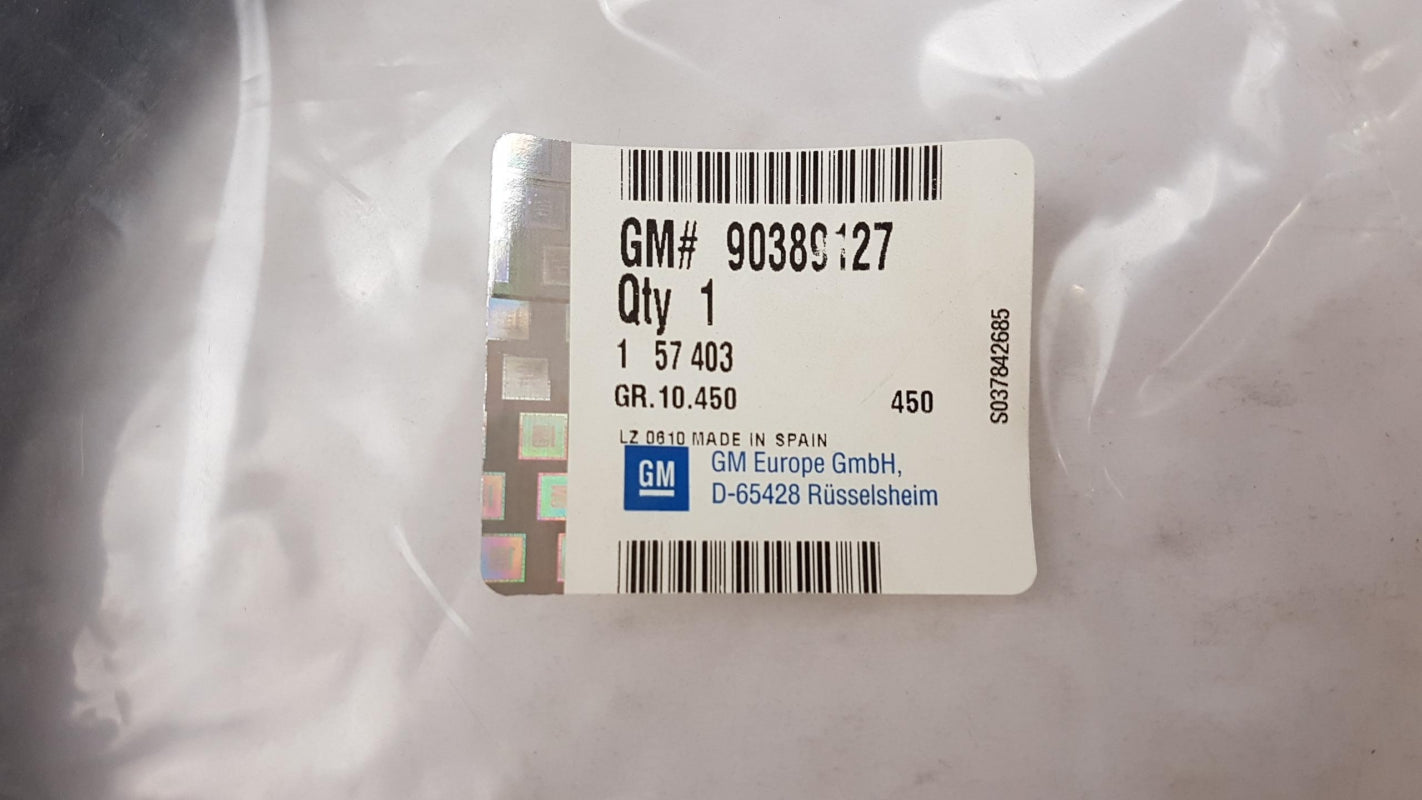 GM# 90389127
Qty 1
1 57 403
GR.10.450 450
LZ 0610 MADE IN SPAIN
GM
GM Europe GmbH,
D-65428 Rüsselsheim
S037842685